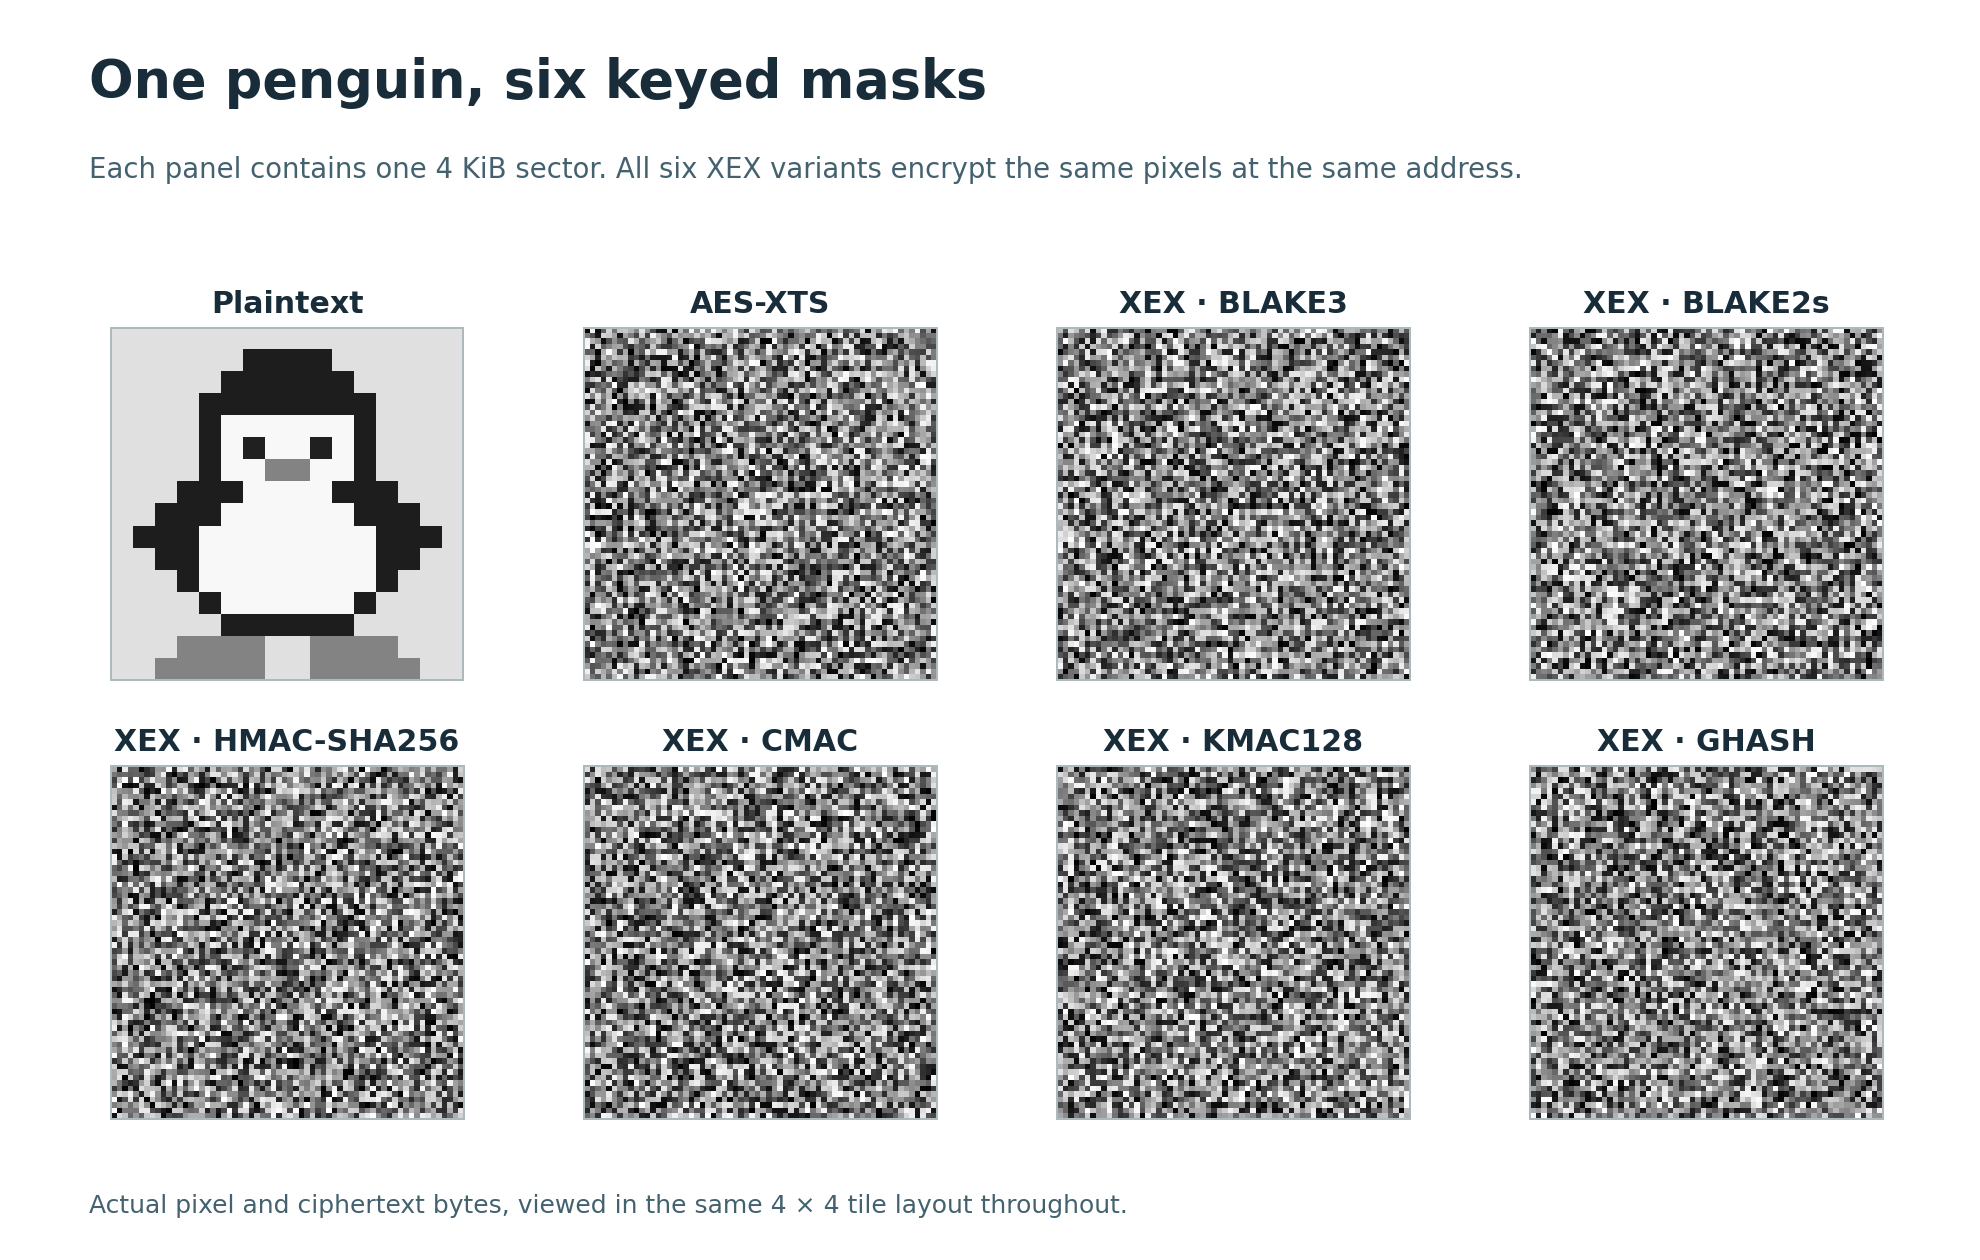 One penguin, six keyed masks
Each panel contains one 4 KiB sector. All six XEX variants encrypt the same pixels at the same address.
Plaintext
AES-XTS
XEX · BLAKE3
XEX · BLAKE2s
XEX · HMAC-SHA256
XEX · CMAC
XEX · KMAC128
XEX · GHASH
Actual pixel and ciphertext bytes, viewed in the same 4 × 4 tile layout throughout.